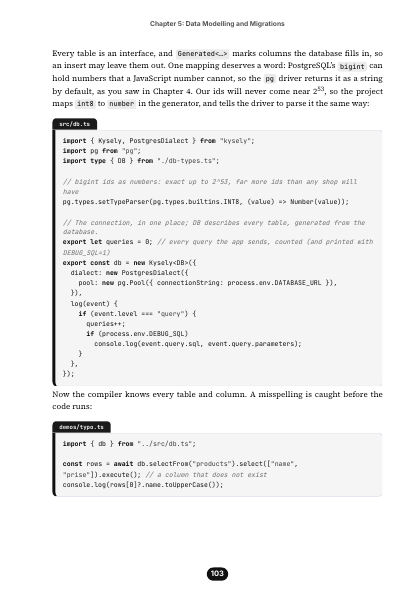 Chapter 5: Data Modelling and Migrations
Every table is an interface, and Generated<…> marks columns the database fills in, so
an insert may leave them out. One mapping deserves a word: PostgreSQL's bigint can
hold numbers that a JavaScript number cannot, so the pg driver returns it as a string
by default, as you saw in Chapter 4. Our ids will never come near 2^53, so the project
maps int8 to number in the generator, and tells the driver to parse it the same way:
src/db.ts
import { Kysely, PostgresDialect } from "kysely";
import pg from "pg";
import type { DB } from "./db-types.ts";
// bigint ids as numbers: exact up to 2^53, far more ids than any shop will
have
pg.types.setTypeParser(pg.types.builtins.INT8, (value) => Number(value));
// The connection, in one place; DB describes every table, generated from the
database.
export let queries = 0; // every query the app sends, counted (and printed with
DEBUG_SQL=1)
export const db = new Kysely<DB>({
  dialect: new PostgresDialect({
    pool: new pg.Pool({ connectionString: process.env.DATABASE_URL }),
  }),
  log(event) {
    if (event.level === "query") {
      queries++;
      if (process.env.DEBUG_SQL)
        console.log(event.query.sql, event.query.parameters);
    }
  },
});
Now the compiler knows every table and column. A misspelling is caught before the
code runs:
demos/typo.ts
import { db } from "../src/db.ts";
const rows = await db.selectFrom("products").select(["name",
"prise"]).execute(); // a column that does not exist
console.log(rows[0]?.name.toUpperCase());
103